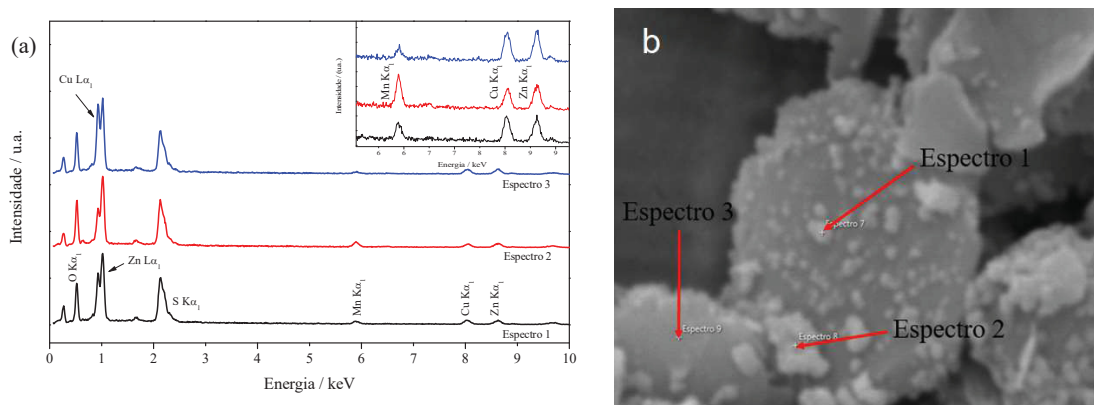 (a)
Intensidade / u.a.
Cu Lα1
O Kα1
Zn Lα1
S Kα1
Mn Kα1
Cu Kα1
Zn Kα1
Espectro 3
Espectro 2
Espectro 1
0 1 2 3 4 5 6 7 8 9 10
Energia / keV
Intensidade / (u.a.)
Mn Kα1
Cu Kα1
Zn Kα1
6 6 7 8 8 9 9
Energia / keV
b
Espectro 1
Espectro 3
Espectro 7
Espectro 9
Espectro 8
Espectro 2